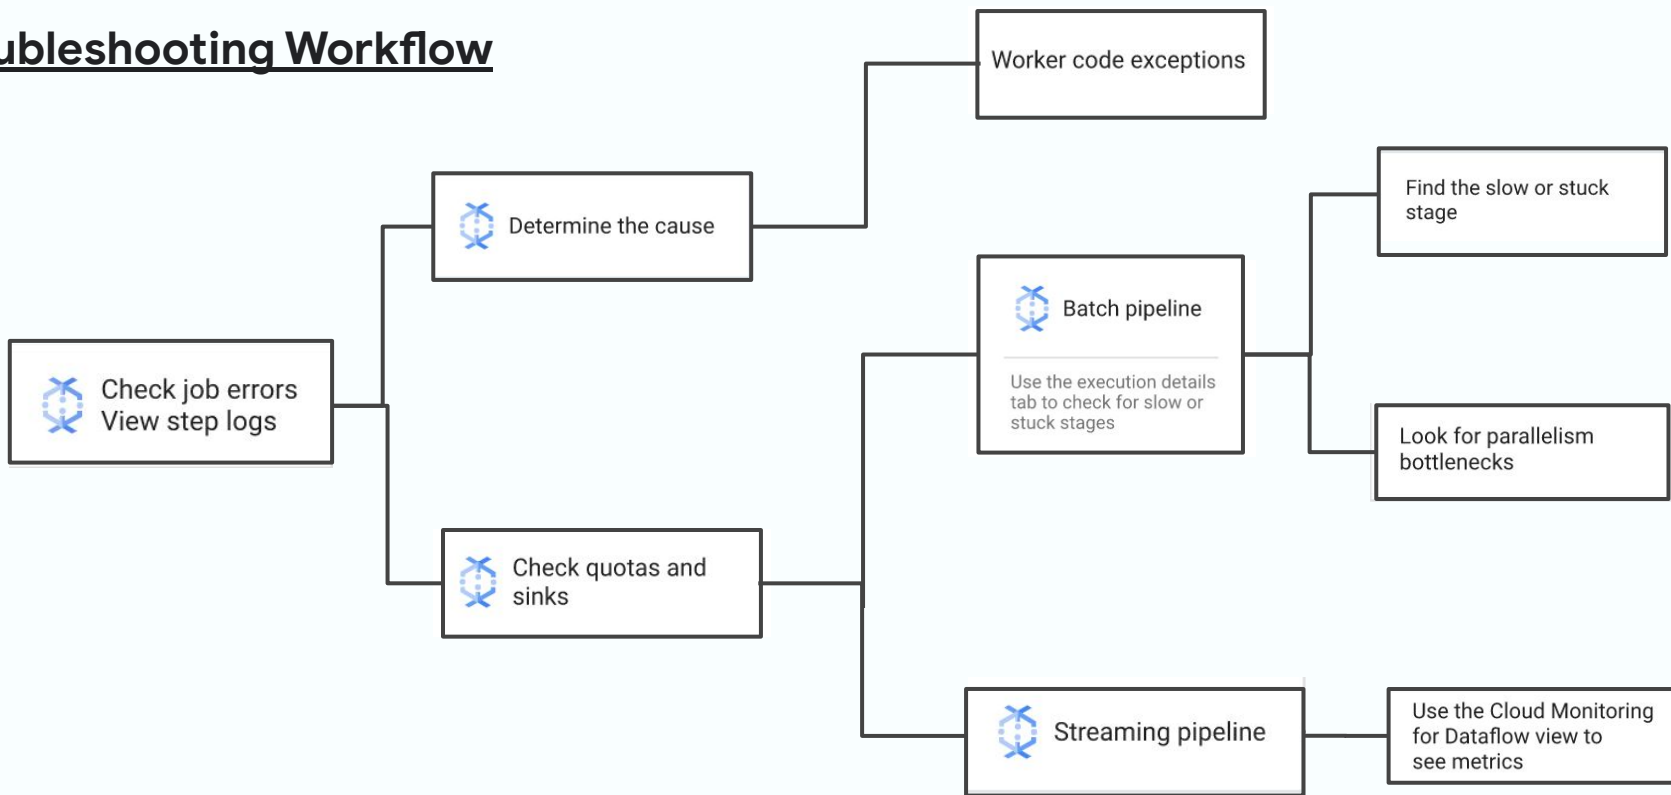 ubleshooting Workflow
Worker code exceptions
Determine the cause
Find the slow or stuck
stage
Batch pipeline
Use the execution details
tab to check for slow or
stuck stages
Check job errors
View step logs
Look for parallelism
bottlenecks
Check quotas and
sinks
Streaming pipeline
Use the Cloud Monitoring
for Dataflow view to
see metrics